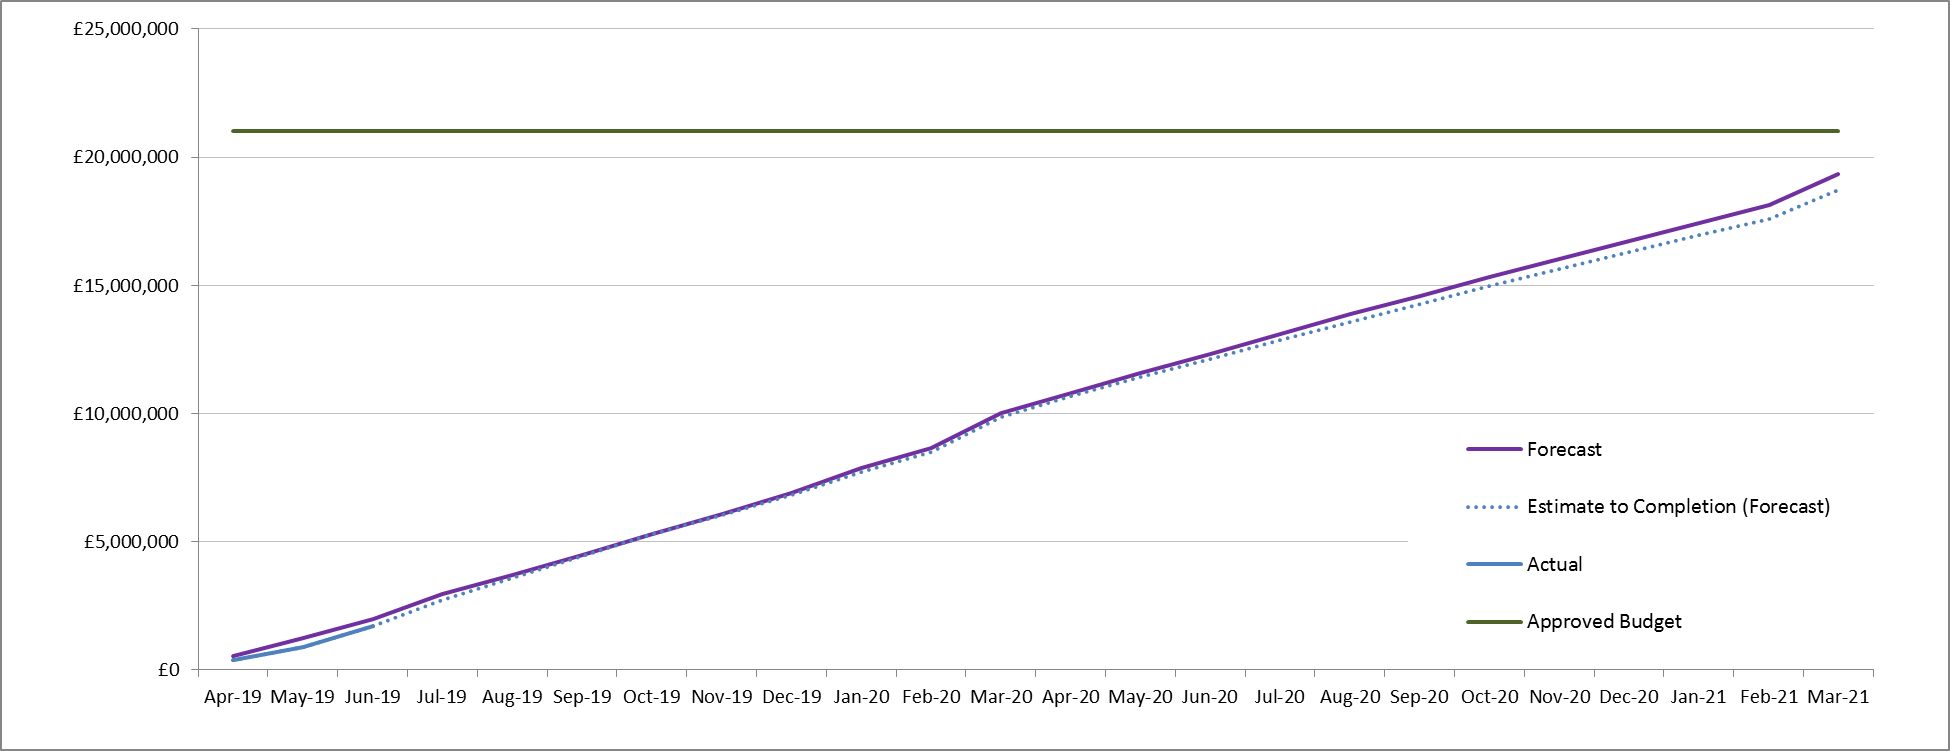 £25,000,000
£20,000,000
£15,000,000
£10,000,000
£5,000,000
£0
Apr-19 May-19 Jun-19 Jul-19 Aug-19 Sep-19 Oct-19 Nov-19 Dec-19 Jan-20 Feb-20 Mar-20 Apr-20 May-20 Jun-20 Jul-20 Aug-20 Sep-20 Oct-20 Nov-20 Dec-20 Jan-21 Feb-21 Mar-21
Forecast
Estimate to Completion (Forecast)
Actual
Approved Budget